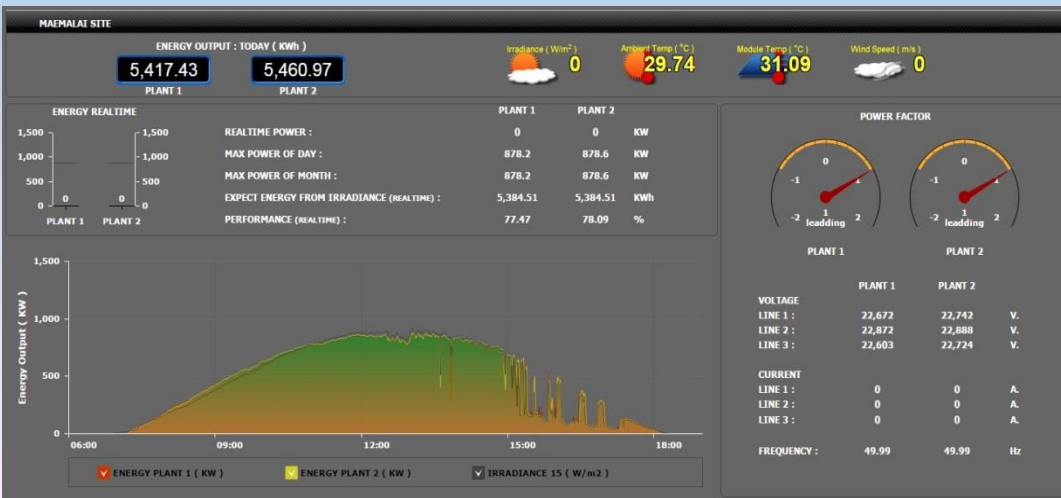 MAEMALAI SITE
ENERGY OUTPUT : TODAY ( KWh )
5,417.43 5,460.97
PLANT 1 PLANT 2
Irradiance ( W/m² ) Ambient Temp ( °C ) Module Temp ( °C ) Wind Speed ( m/s )
0 29.74 31.09 0
ENERGY REALTIME
1,500 1,500
1,000 1,000
500 500
0 0 0 0
PLANT 1 PLANT 2
PLANT 1 PLANT 2
REALTIME POWER : 0 0 KW
MAX POWER OF DAY : 878.2 878.6 KW
MAX POWER OF MONTH : 878.2 878.6 KW
EXPECT ENERGY FROM IRRADIANCE (REALTIME) : 5,384.51 5,384.51 KWh
PERFORMANCE (REALTIME) : 77.47 78.09 %
POWER FACTOR
0 0
-1 1 -1 1
-2 1 2 -2 1 2
leadding leadding
PLANT 1 PLANT 2
PLANT 1 PLANT 2
VOLTAGE
LINE 1 : 22,672 22,742 V.
LINE 2 : 22,872 22,888 V.
LINE 3 : 22,603 22,724 V.
CURRENT
LINE 1 : 0 0 A.
LINE 2 : 0 0 A.
LINE 3 : 0 0 A.
FREQUENCY : 49.99 49.99 Hz
Energy Output ( KW )
1,500
1,000
500
0
06:00 09:00 12:00 15:00 18:00
ENERGY PLANT 1 ( KW ) ENERGY PLANT 2 ( KW ) IRRADIANCE 15 ( W/m2 )